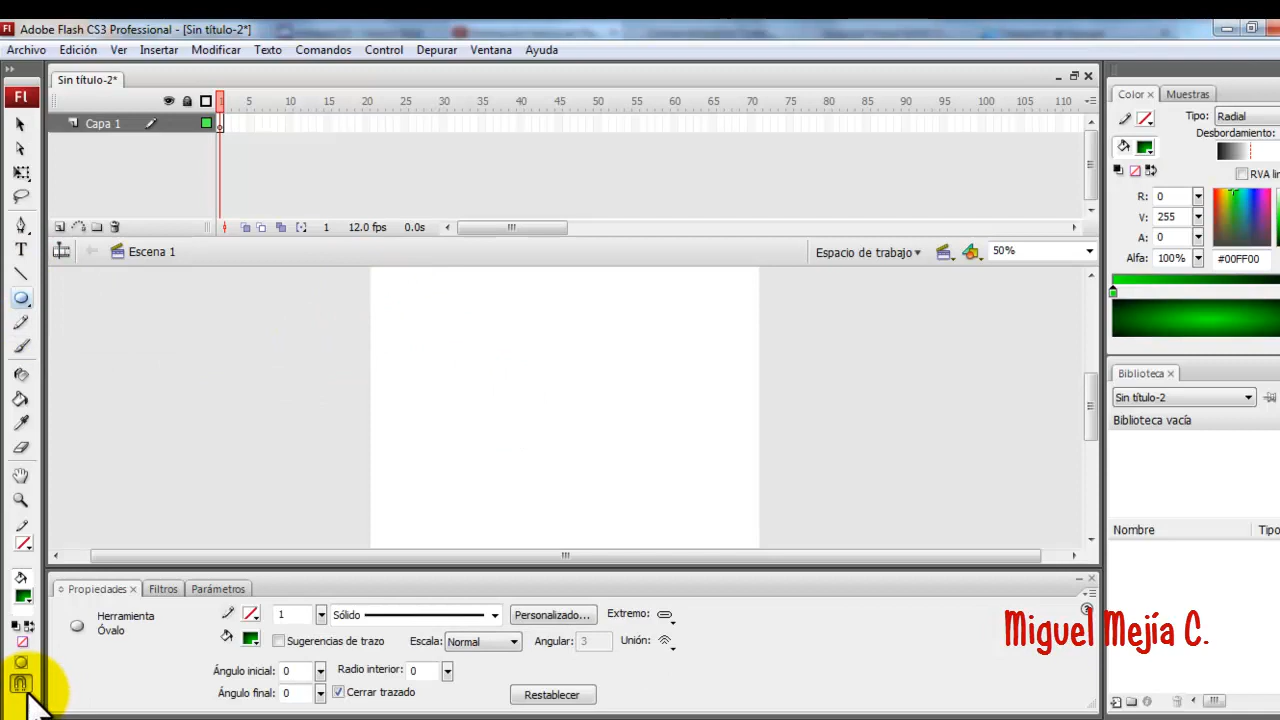 Fl Adobe Flash CS3 Professional - [Sin título-2*]
Archivo Edición Ver Insertar Modificar Texto Comandos Control Depurar Ventana Ayuda
Sin título-2*
Fl
1 5 10 15 20 25 30 35 40 45 50 55 60 65 70 75 80 85 90 95 100 105 110
Capa 1
1 12.0 fps 0.0s
Escena 1
Espacio de trabajo
50%
Color Muestras
Tipo: Radial
Desbordamiento:
RVA lin
R: 0
V: 255
A: 0
Alfa: 100% #00FF00
Biblioteca
Sin título-2
Biblioteca vacía
Nombre Tipo
Propiedades Filtros Parámetros
Herramienta
Óvalo
1 Sólido Personalizado... Extremo:
Sugerencias de trazo Escala: Normal Angular: 3 Unión:
Ángulo inicial: 0 Radio interior: 0
Ángulo final: 0 Cerrar trazado Restablecer
Miguel Mejía C.